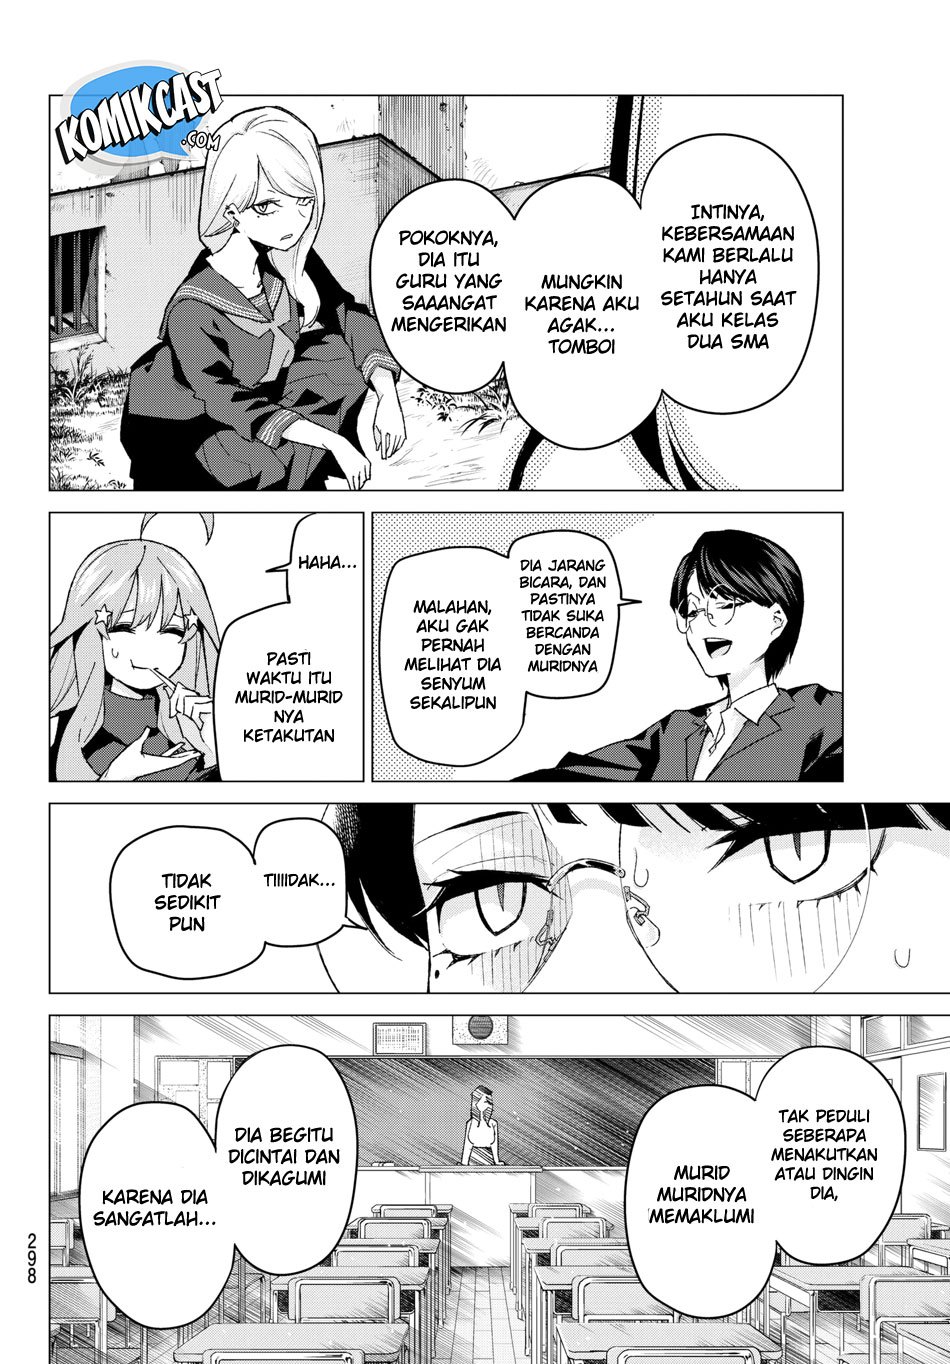 KOMIKCAST
.COM
INTINYA,
KEBERSAMAAN
KAMI BERLALU
HANYA
SETAHUN SAAT
AKU KELAS
DUA SMA
MUNGKIN
KARENA AKU
AGAK...
TOMBOI
POKOKNYA,
DIA ITU
GURU YANG
SAAANGAT
MENGERIKAN
DIA JARANG
BICARA, DAN
PASTINYA
TIDAK SUKA
BERCANDA
DENGAN
MURIDNYA
MALAHAN,
AKU GAK
PERNAH
MELIHAT DIA
SENYUM
SEKALIPUN
HAHA...
PASTI
WAKTU ITU
MURID-MURID
NYA
KETAKUTAN
TIIIIDAK...
TIDAK
SEDIKIT
PUN
TAK PEDULI
SEBERAPA
MENAKUTKAN
ATAU DINGIN
DIA,
MURID
MURIDNYA
MEMAKLUMI
DIA BEGITU
DICINTAI DAN
DIKAGUMI
KARENA DIA
SANGATLAH...
298